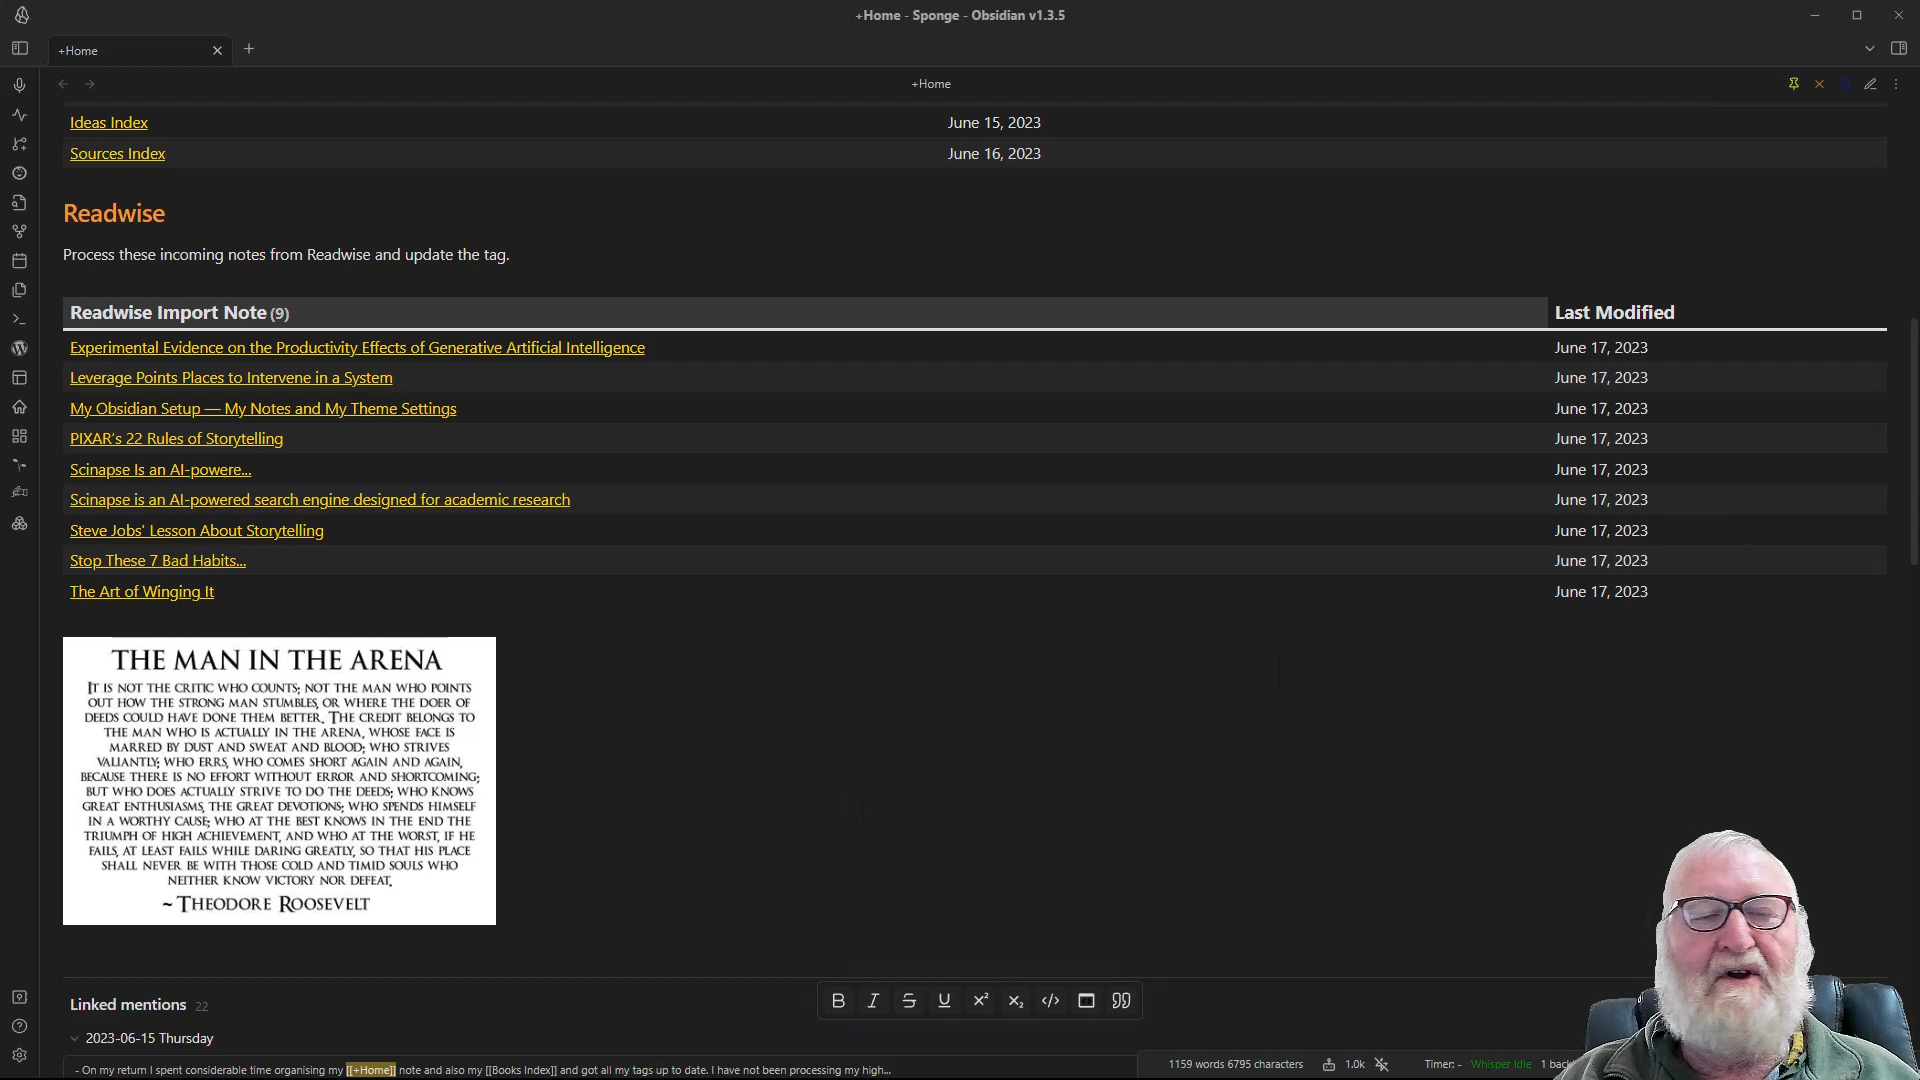 +Home - Sponge - Obsidian v1.3.5
+Home
+Home
Ideas Index June 15, 2023
Sources Index June 16, 2023
Readwise
Process these incoming notes from Readwise and update the tag.
Readwise Import Note (9) Last Modified
Experimental Evidence on the Productivity Effects of Generative Artificial Intelligence June 17, 2023
Leverage Points Places to Intervene in a System June 17, 2023
My Obsidian Setup — My Notes and My Theme Settings June 17, 2023
PIXAR's 22 Rules of Storytelling June 17, 2023
Scinapse Is an AI-powere... June 17, 2023
Scinapse is an AI-powered search engine designed for academic research June 17, 2023
Steve Jobs' Lesson About Storytelling June 17, 2023
Stop These 7 Bad Habits... June 17, 2023
The Art of Winging It June 17, 2023
THE MAN IN THE ARENA
IT IS NOT THE CRITIC WHO COUNTS; NOT THE MAN WHO POINTS
OUT HOW THE STRONG MAN STUMBLES, OR WHERE THE DOER OF
DEEDS COULD HAVE DONE THEM BETTER. THE CREDIT BELONGS TO
THE MAN WHO IS ACTUALLY IN THE ARENA, WHOSE FACE IS
MARRED BY DUST AND SWEAT AND BLOOD; WHO STRIVES
VALIANTLY; WHO ERRS, WHO COMES SHORT AGAIN AND AGAIN,
BECAUSE THERE IS NO EFFORT WITHOUT ERROR AND SHORTCOMING;
BUT WHO DOES ACTUALLY STRIVE TO DO THE DEEDS; WHO KNOWS
GREAT ENTHUSIASMS, THE GREAT DEVOTIONS; WHO SPENDS HIMSELF
IN A WORTHY CAUSE; WHO AT THE BEST KNOWS IN THE END THE
TRIUMPH OF HIGH ACHIEVEMENT, AND WHO AT THE WORST, IF HE
FAILS, AT LEAST FAILS WHILE DARING GREATLY, SO THAT HIS PLACE
SHALL NEVER BE WITH THOSE COLD AND TIMID SOULS WHO
NEITHER KNOW VICTORY NOR DEFEAT.
~ THEODORE ROOSEVELT
Linked mentions 22
2023-06-15 Thursday
- On my return I spent considerable time organising my [[+Home]] note and also my [[Books Index]] and got all my tags up to date. I have not been processing my high...
1159 words 6795 characters 1.0k Timer: - Whisper Idle 1 back